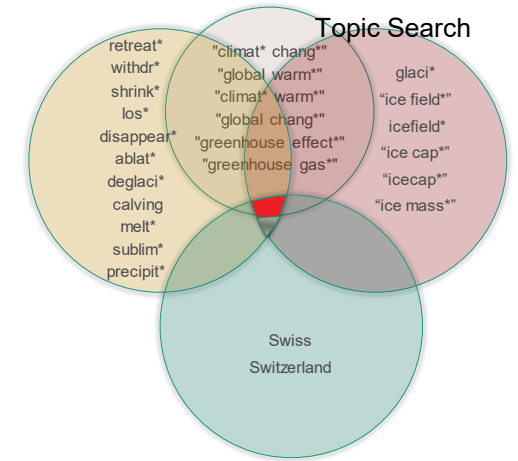 Topic Search
retreat*
withdr*
shrink*
los*
disappear*
ablat*
deglaci*
calving
melt*
sublim*
precipit*
"climat* chang*"
"global warm*"
"climat* warm*"
"global chang*"
"greenhouse effect*"
"greenhouse gas*"
glaci*
“ice field*”
icefield*
“ice cap*”
“icecap*”
“ice mass*”
Swiss
Switzerland